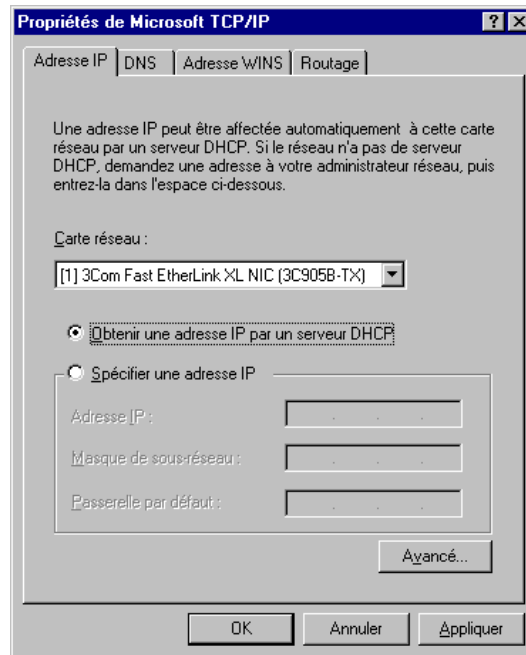 Propriétés de Microsoft TCP/IP
Adresse IP DNS Adresse WINS Routage
Une adresse IP peut être affectée automatiquement à cette carte
réseau par un serveur DHCP. Si le réseau n'a pas de serveur
DHCP, demandez une adresse à votre administrateur réseau, puis
entrez-la dans l'espace ci-dessous.
Carte réseau :
[1] 3Com Fast EtherLink XL NIC (3C905B-TX)
Obtenir une adresse IP par un serveur DHCP
Spécifier une adresse IP
Adresse IP :
Masque de sous-réseau :
Passerelle par défaut :
Avancé...
OK Annuler Appliquer